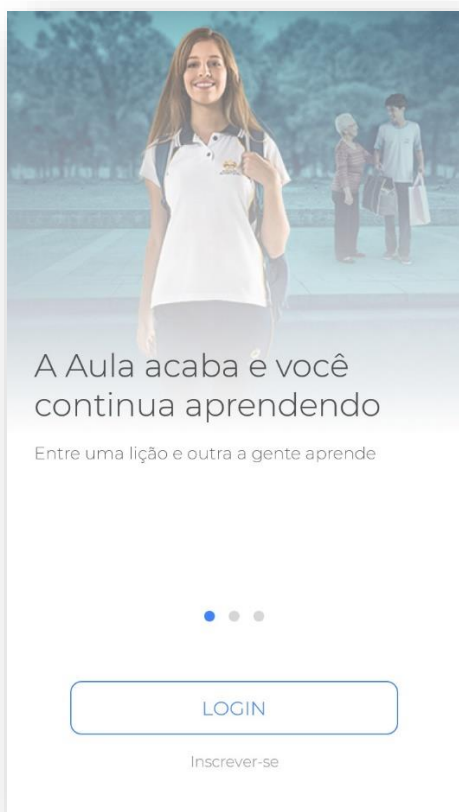 A Aula acaba e você
continua aprendendo
Entre uma lição e outra a gente aprende
LOGIN
Inscrever-se